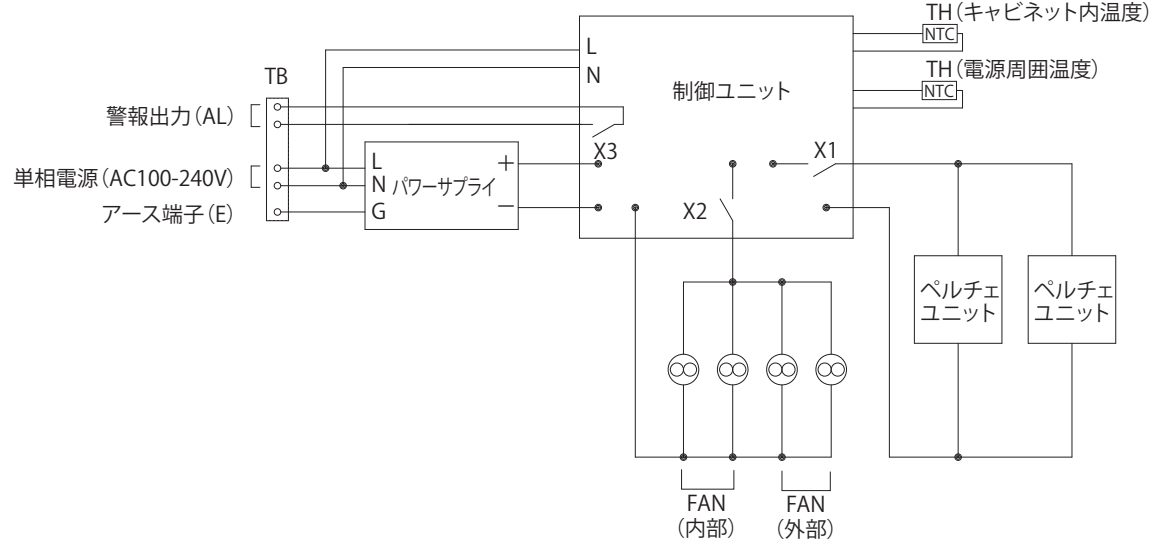 TH（キャビネット内温度）
NTC
L
N
TB
制御ユニット
TH（電源周囲温度）
NTC
警報出力（AL）
X3
X1
単相電源（AC100-240V）
L
+
N
パワーサプライ
アース端子（E）
G
−
X2
ペルチェ
ユニット
ペルチェ
ユニット
FAN
（内部）
FAN
（外部）